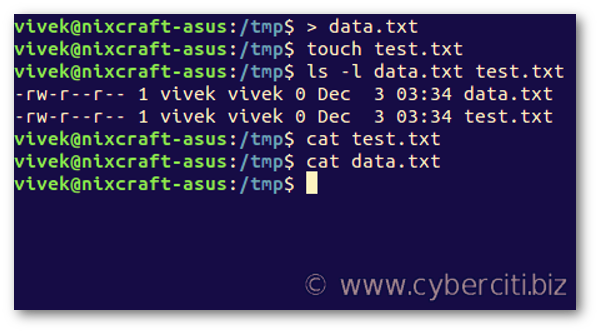 vivek@nixcraft-asus:/tmp$ > data.txt
vivek@nixcraft-asus:/tmp$ touch test.txt
vivek@nixcraft-asus:/tmp$ ls -l data.txt test.txt
-rw-r--r-- 1 vivek vivek 0 Dec  3 03:34 data.txt
-rw-r--r-- 1 vivek vivek 0 Dec  3 03:34 test.txt
vivek@nixcraft-asus:/tmp$ cat test.txt
vivek@nixcraft-asus:/tmp$ cat data.txt
vivek@nixcraft-asus:/tmp$
© www.cyberciti.biz